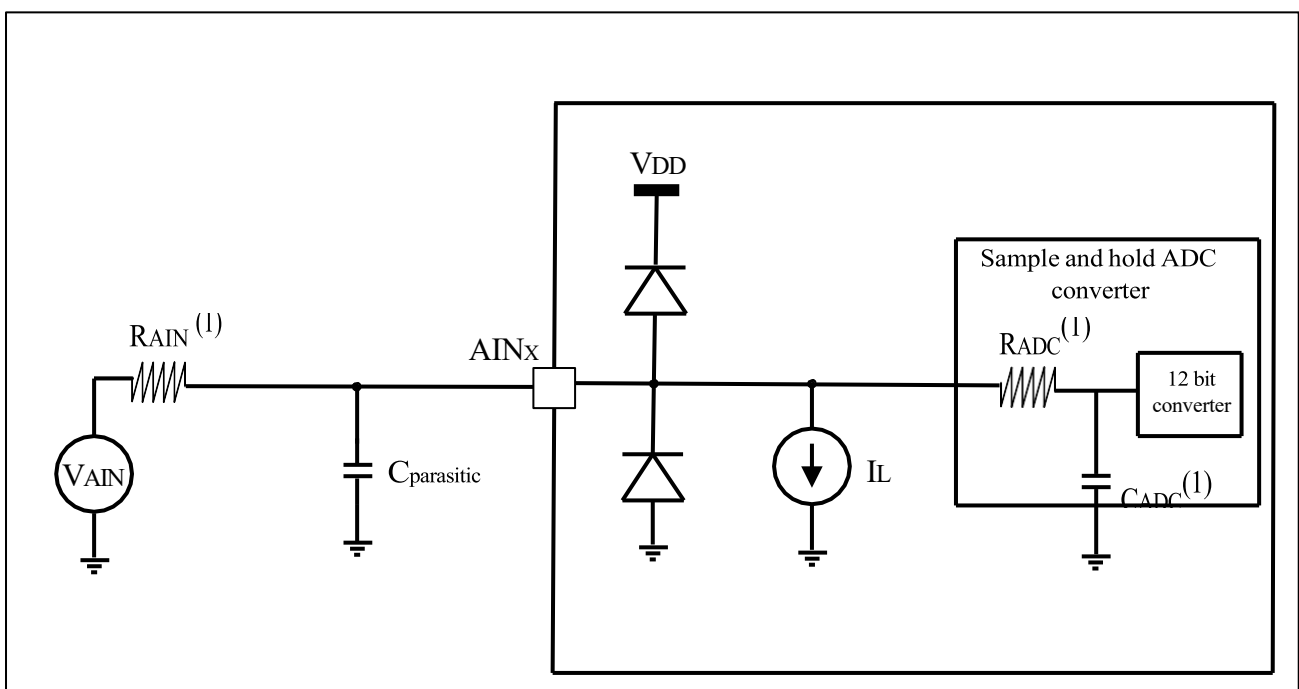 VDD
Sample and hold ADC
converter
RAIN (1)
AINX
RADC(1)
12 bit
converter
VAIN
Cparasitic
IL
CADC(1)